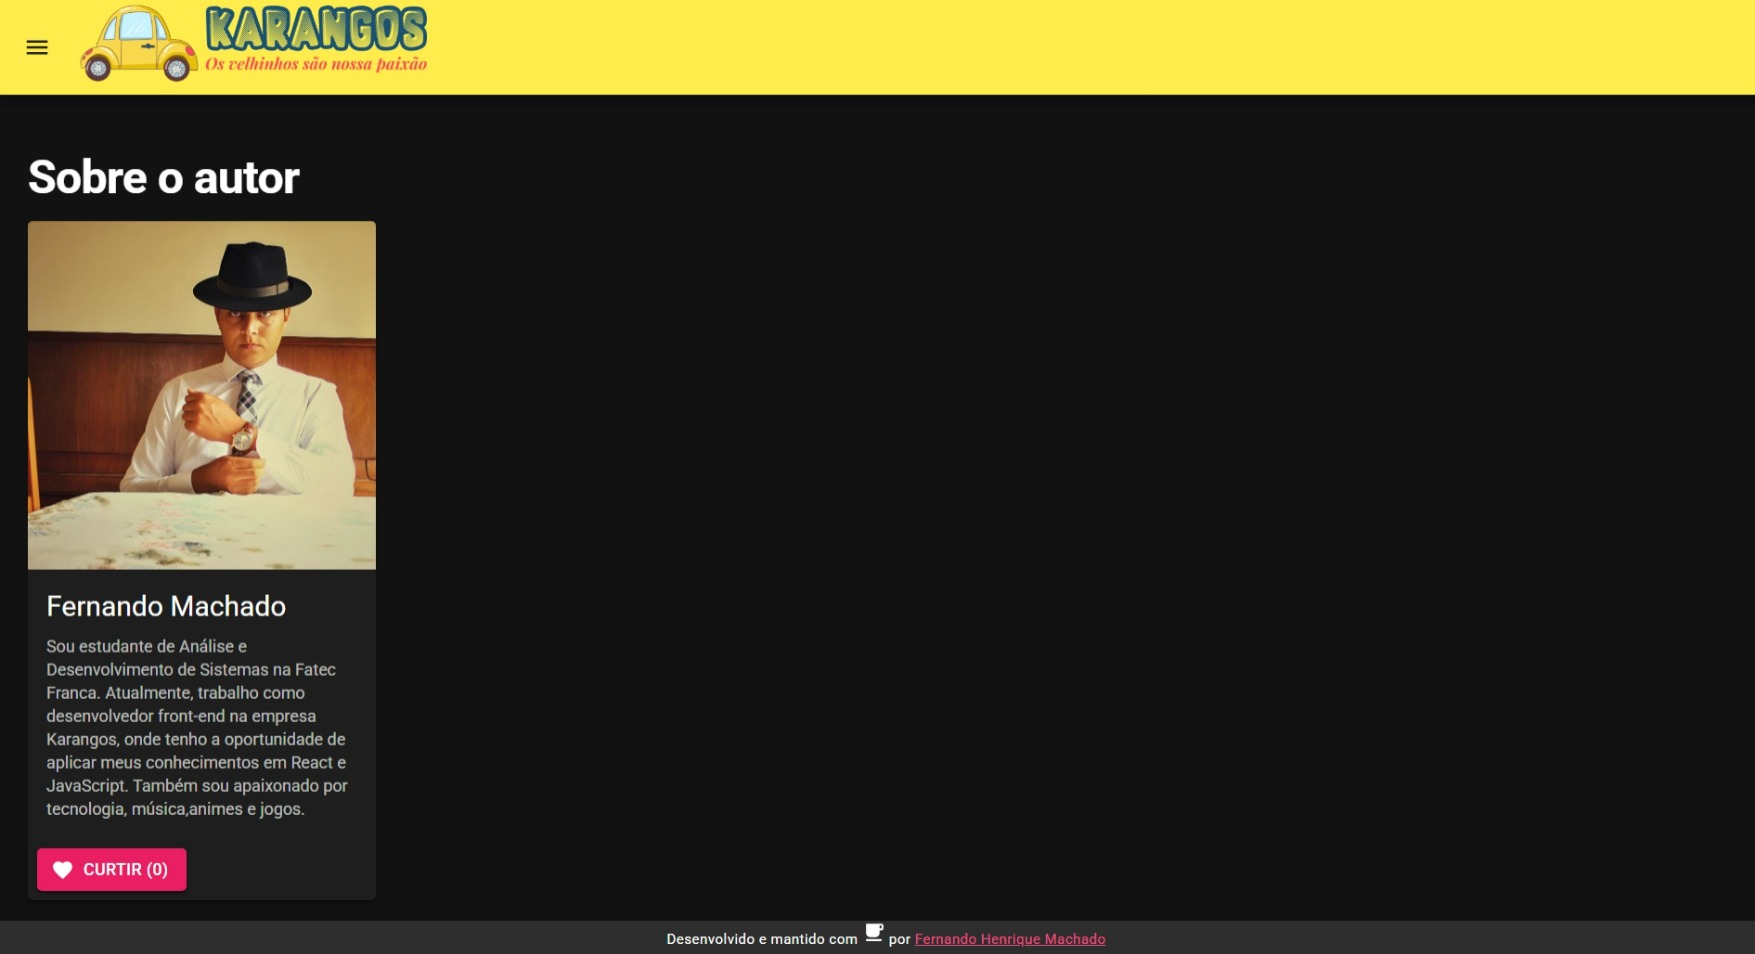 KARANGOS
Os velhinhos são nossa paixão
Sobre o autor
Fernando Machado
Sou estudante de Análise e
Desenvolvimento de Sistemas na Fatec
Franca. Atualmente, trabalho como
desenvolvedor front-end na empresa
Karangos, onde tenho a oportunidade de
aplicar meus conhecimentos em React e
JavaScript. Também sou apaixonado por
tecnologia, música,animes e jogos.
CURTIR (0)
Desenvolvido e mantido com por Fernando Henrique Machado